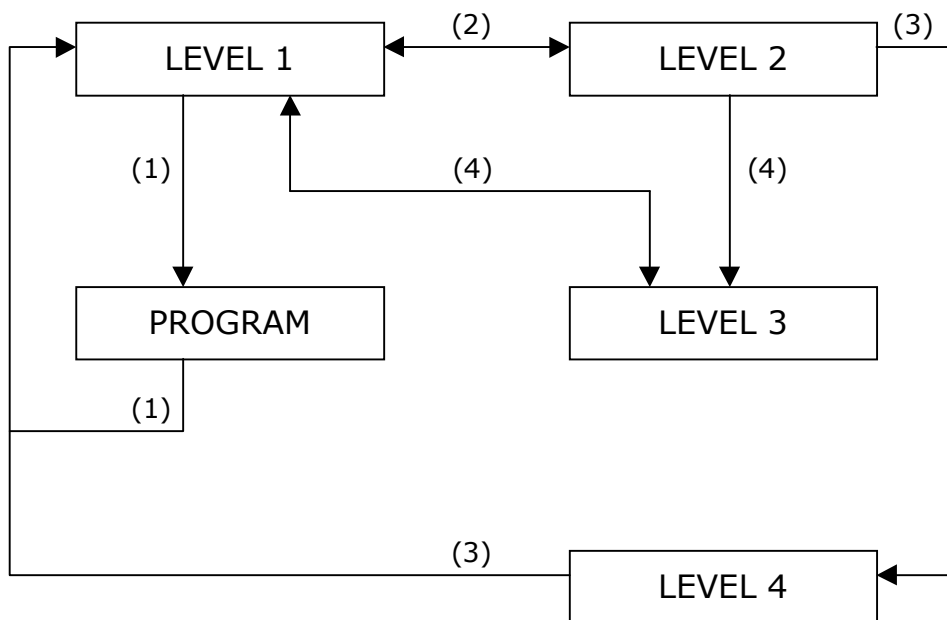 LEVEL 1
(2)
LEVEL 2
(3)
(1)
(4)
(4)
PROGRAM
LEVEL 3
(1)
(3)
LEVEL 4